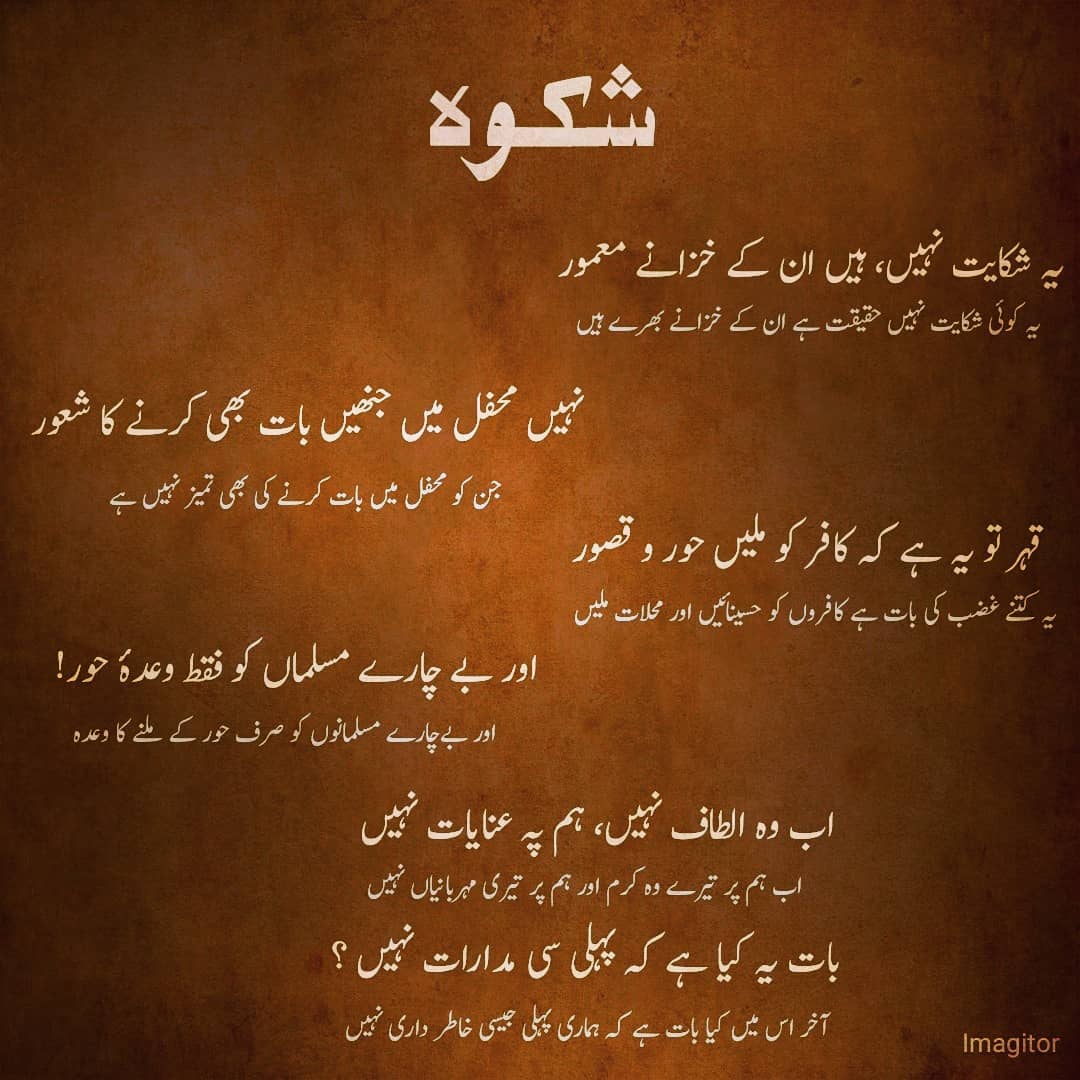 شکوہ
یہ شکایت نہیں، ہیں ان کے خزانے معمور
یہ کوئی شکایت نہیں حقیقت ہے ان کے خزانے بھرے ہیں
نہیں محفل میں جنھیں بات بھی کرنے کا شعور
جن کو محفل میں بات کرنے کی بھی تمیز نہیں ہے
قہر تو یہ ہے کہ کافر کو ملیں حور و قصور
یہ کتنے غضب کی بات ہے کافروں کو حسینائیں اور محلات ملیں
اور بے چارے مسلماں کو فقط وعدۂ حور!
اور بےچارے مسلمانوں کو صرف حور کے ملنے کا وعدہ
اب وہ الطاف نہیں، ہم پہ عنایات نہیں
اب ہم پر تیرے وہ کرم اور ہم پر تیری مہربانیاں نہیں
بات یہ کیا ہے کہ پہلی سی مدارات نہیں ؟
آخر اس میں کیا بات ہے کہ ہماری پہلی جیسی خاطر داری نہیں
Imagitor